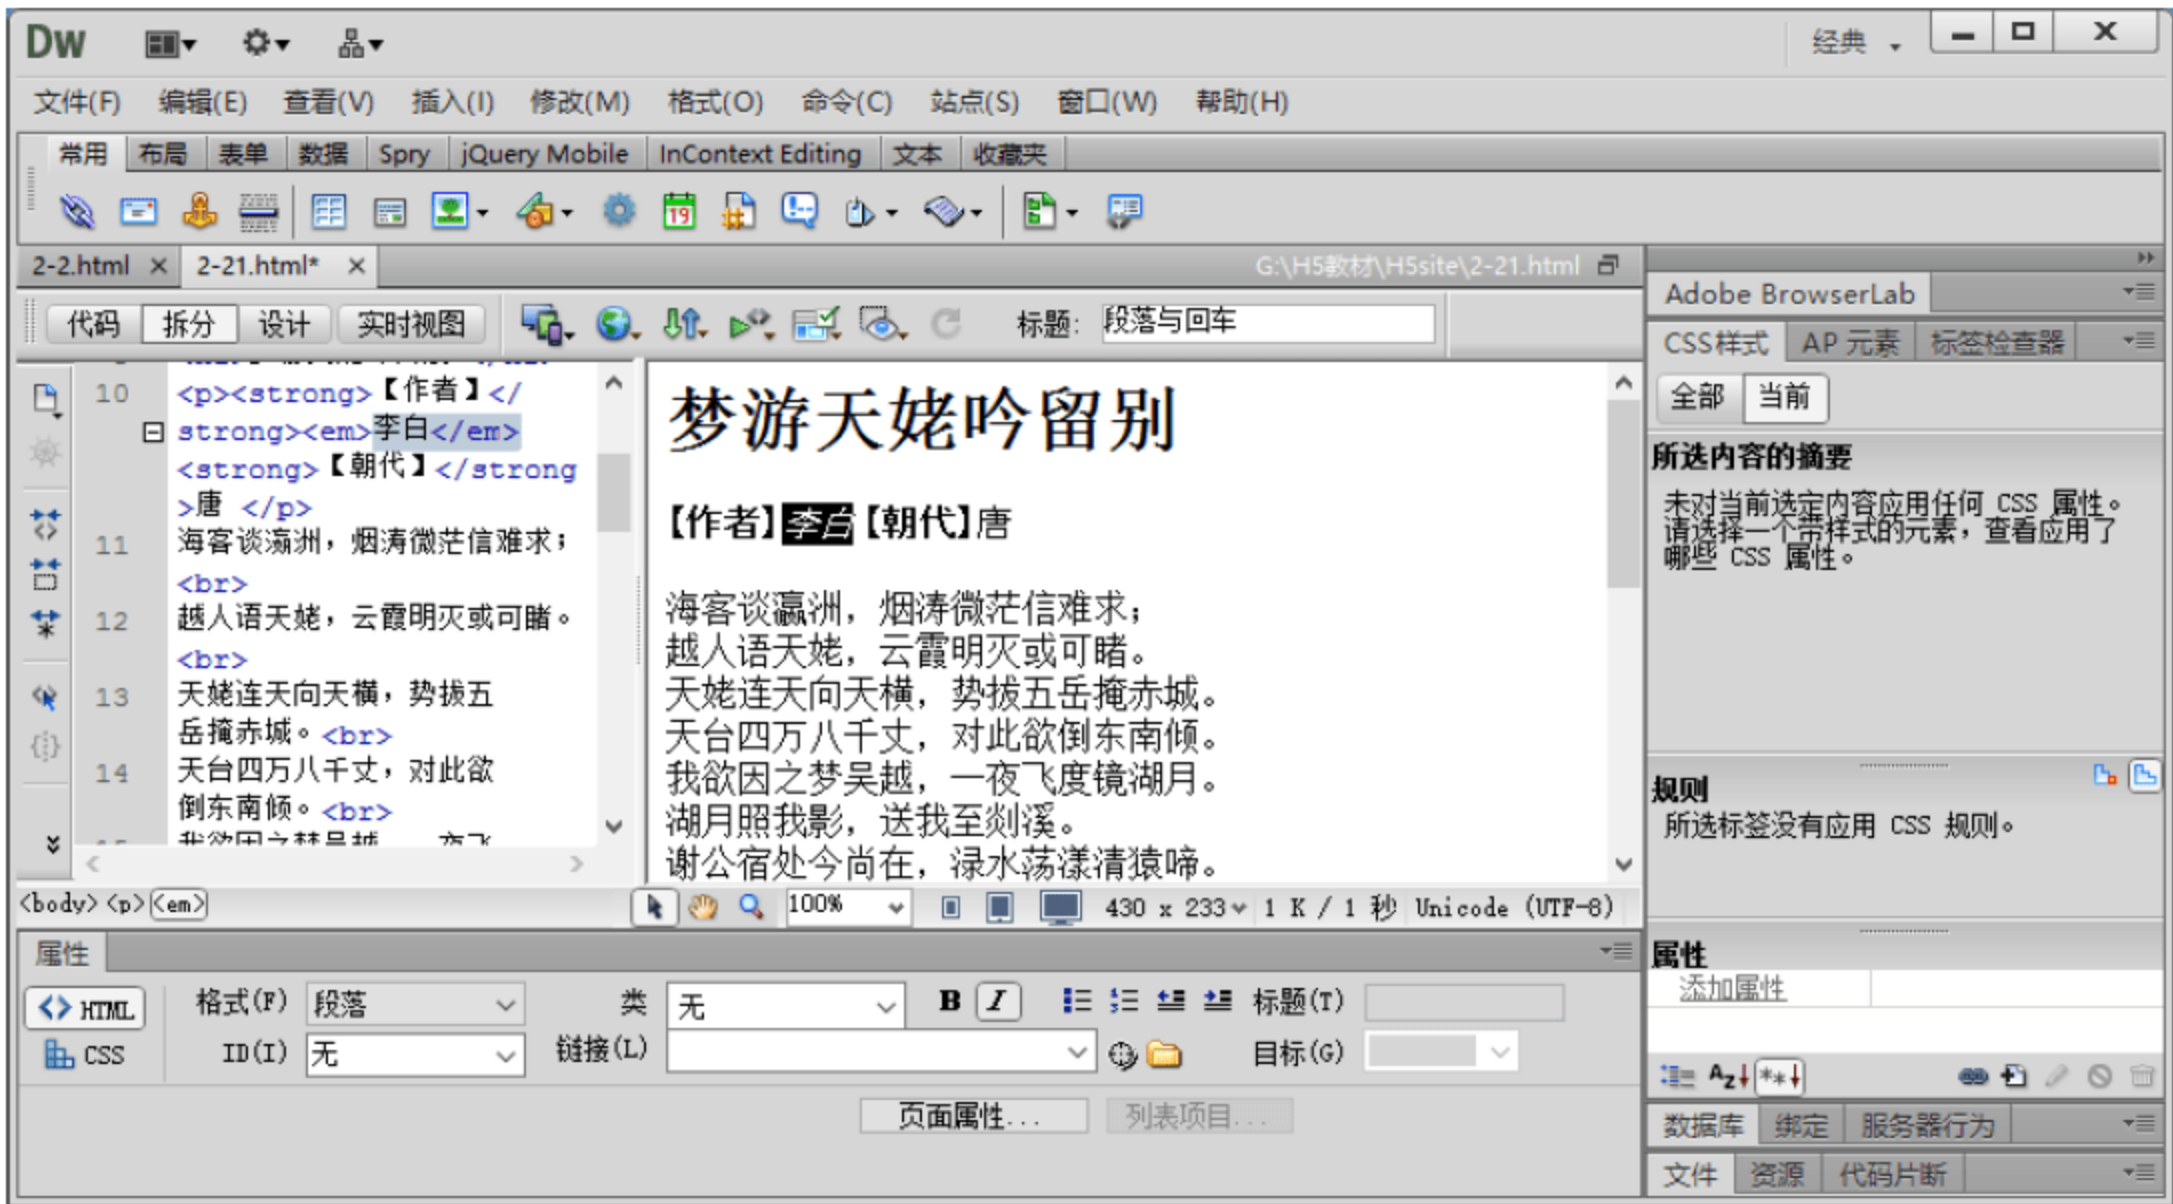 Dw
经典
文件(F) 编辑(E) 查看(V) 插入(I) 修改(M) 格式(O) 命令(C) 站点(S) 窗口(W) 帮助(H)
常用 布局 表单 数据 Spry jQuery Mobile InContext Editing 文本 收藏夹
19
2-2.html × 2-21.html* × G:\H5教材\H5site\2-21.html
代码 拆分 设计 实时视图 标题: 段落与回车
10 <p><strong>【作者】</
strong><em>李白</em>
<strong>【朝代】</strong
>唐 </p>
11 海客谈瀛洲，烟涛微茫信难求；
<br>
12 越人语天姥，云霞明灭或可睹。
<br>
13 天姥连天向天横，势拔五
岳掩赤城。<br>
14 天台四万八千丈，对此欲
倒东南倾。<br>
梦游天姥吟留别
【作者】李白【朝代】唐
海客谈瀛洲，烟涛微茫信难求；
越人语天姥，云霞明灭或可睹。
天姥连天向天横，势拔五岳掩赤城。
天台四万八千丈，对此欲倒东南倾。
我欲因之梦吴越，一夜飞度镜湖月。
湖月照我影，送我至剡溪。
谢公宿处今尚在，渌水荡漾清猿啼。
<body> <p> <em> 100% 430 x 233 1 K / 1 秒 Unicode (UTF-8)
属性
HTML 格式(F) 段落 类 无 B I 标题(T)
CSS ID(I) 无 链接(L) 目标(G)
页面属性... 列表项目...
Adobe BrowserLab
CSS样式 AP 元素 标签检查器
全部 当前
所选内容的摘要
未对当前选定内容应用任何 CSS 属性。
请选择一个带样式的元素，查看应用了
哪些 CSS 属性。
规则
所选标签没有应用 CSS 规则。
属性
添加属性
数据库 绑定 服务器行为
文件 资源 代码片断